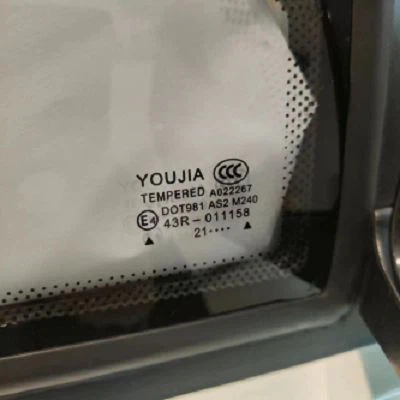 YOUJIA CCC
TEMPERED A022267
DOT981 AS2 M240
E4 43R-011158
▲ 21···· ▲